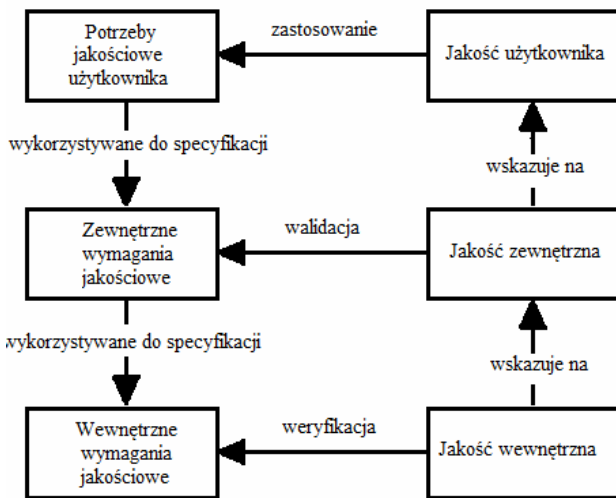 Potrzeby
jakościowe
użytkownika
zastosowanie
Jakość użytkownika
wykorzystywane do specyfikacji
wskazuje na
Zewnętrzne
wymagania
jakościowe
walidacja
Jakość zewnętrzna
wykorzystywane do specyfikacji
wskazuje na
Wewnętrzne
wymagania
jakościowe
weryfikacja
Jakość wewnętrzna